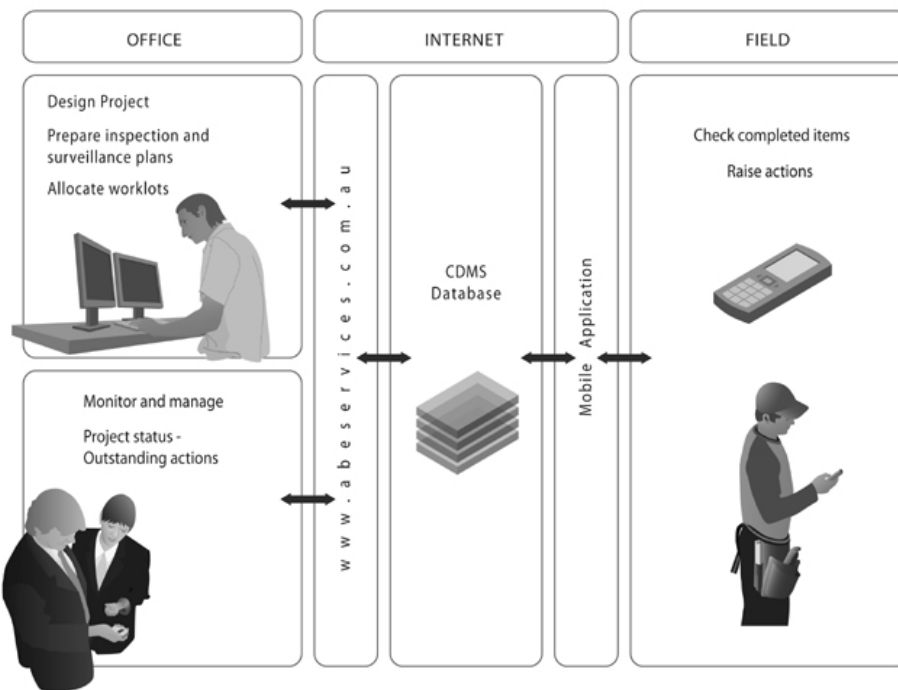 OFFICE
INTERNET
FIELD
Design Project
Prepare inspection and
surveillance plans
Allocate worklots
Monitor and manage
Project status -
Outstanding actions
www.abeservices.com.au
CDMS
Database
Mobile Application
Check completed items
Raise actions